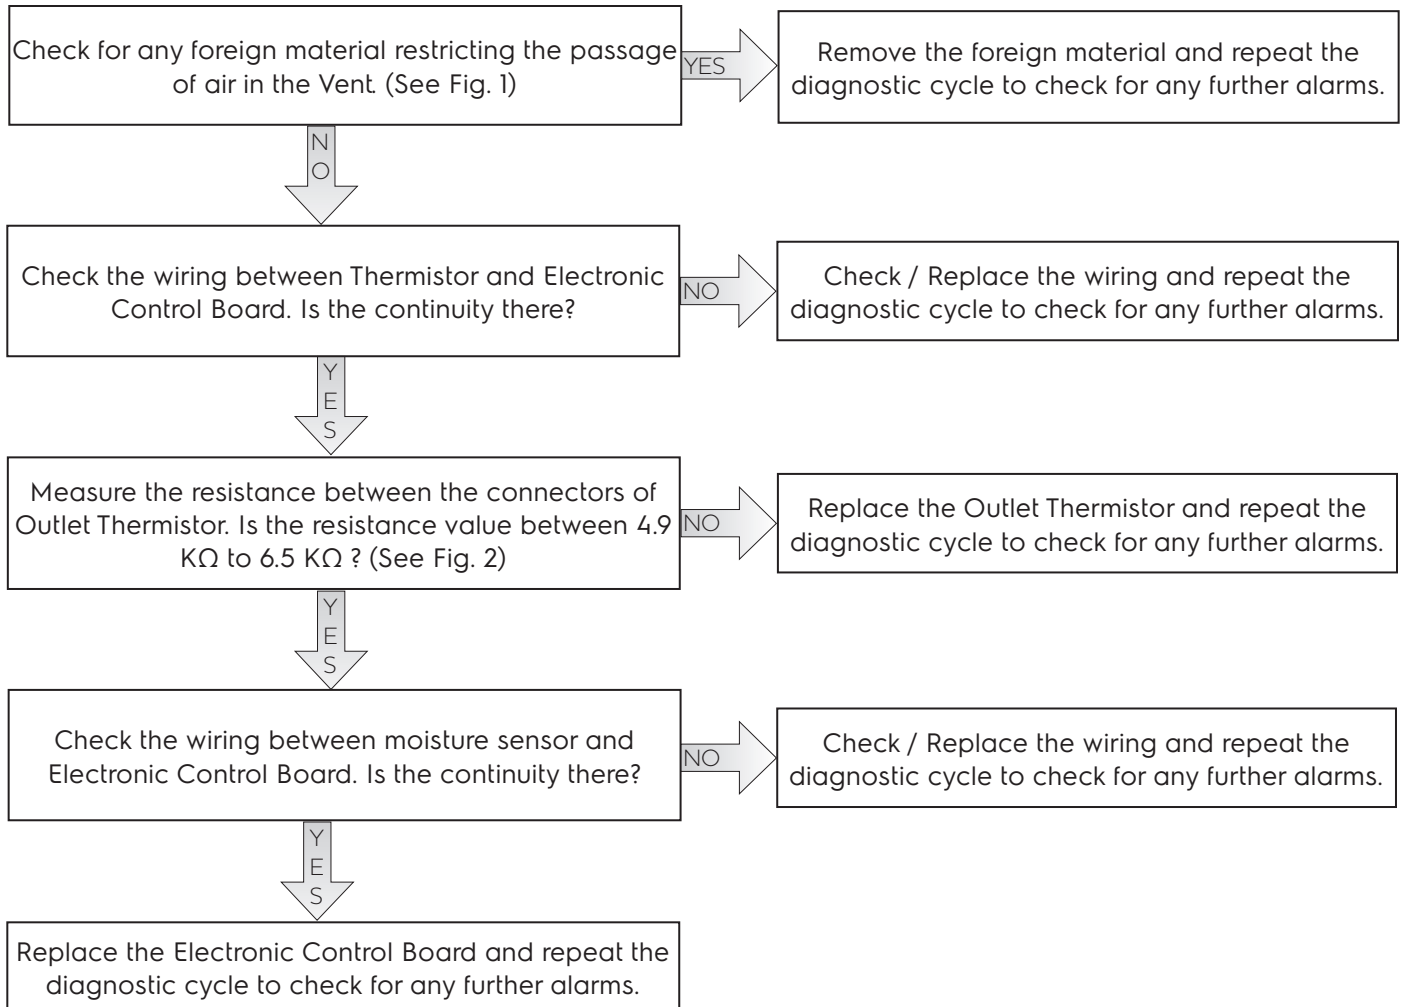 Check for any foreign material restricting the passage
of air in the Vent. (See Fig. 1)
YES
Remove the foreign material and repeat the
diagnostic cycle to check for any further alarms.
N
O
Check the wiring between Thermistor and Electronic
Control Board. Is the continuity there?
NO
Check / Replace the wiring and repeat the
diagnostic cycle to check for any further alarms.
Y
E
S
Measure the resistance between the connectors of
Outlet Thermistor. Is the resistance value between 4.9
KΩ to 6.5 KΩ ? (See Fig. 2)
NO
Replace the Outlet Thermistor and repeat the
diagnostic cycle to check for any further alarms.
Y
E
S
Check the wiring between moisture sensor and
Electronic Control Board. Is the continuity there?
NO
Check / Replace the wiring and repeat the
diagnostic cycle to check for any further alarms.
Y
E
S
Replace the Electronic Control Board and repeat the
diagnostic cycle to check for any further alarms.